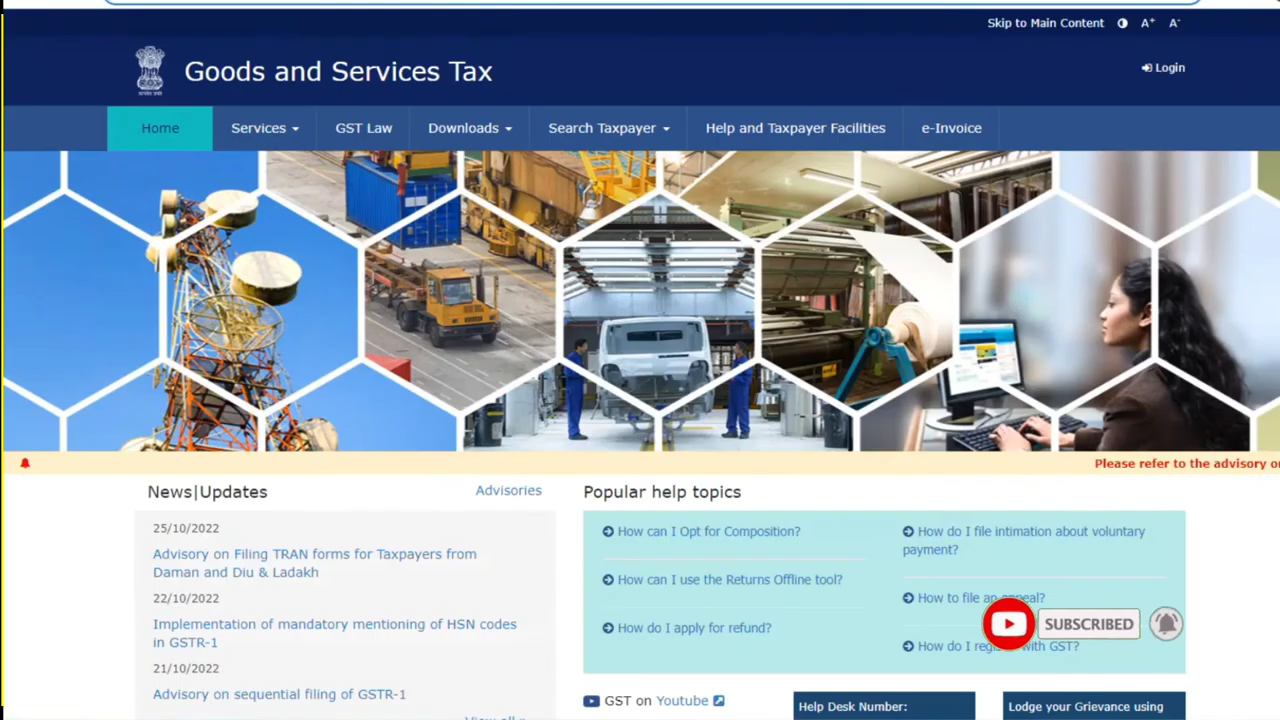 Skip to Main Content A+ A-
Goods and Services Tax
Login
Home Services GST Law Downloads Search Taxpayer Help and Taxpayer Facilities e-Invoice
Please refer to the advisory
News|Updates Advisories
25/10/2022
Advisory on Filing TRAN forms for Taxpayers from
Daman and Diu & Ladakh
22/10/2022
Implementation of mandatory mentioning of HSN codes
in GSTR-1
21/10/2022
Advisory on sequential filing of GSTR-1
Popular help topics
How can I Opt for Composition?
How can I use the Returns Offline tool?
How do I apply for refund?
How do I file intimation about voluntary
payment?
How to file an appeal?
How do I register with GST?
SUBSCRIBED
GST on Youtube
Help Desk Number:
Lodge your Grievance using